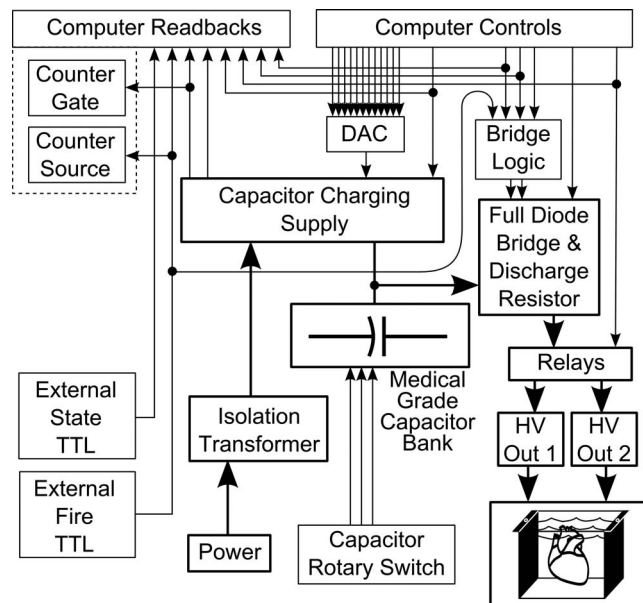 Computer Readbacks
Computer Controls
Counter
Gate
Counter
Source
DAC
Bridge
Logic
Capacitor Charging
Supply
Full Diode
Bridge &
Discharge
Resistor
Medical
Grade
Capacitor
Bank
Relays
External
State
TTL
Isolation
Transformer
HV
Out 1
HV
Out 2
External
Fire
TTL
Power
Capacitor
Rotary Switch